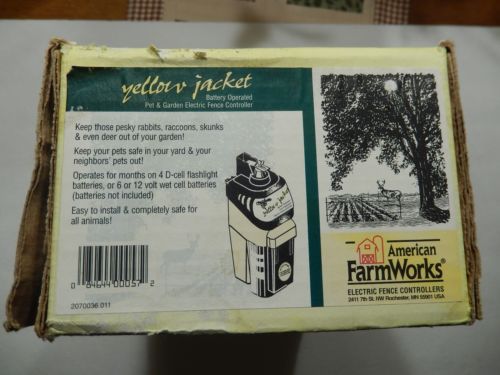 yellow jacket
Battery Operated
Pet & Garden Electric Fence Controller
Keep those pesky rabbits, raccoons, skunks
& even deer out of your garden!
Keep your pets safe in your yard & your
neighbors' pets out!
Operates for months on 4 D-cell flashlight
batteries, or 6 or 12 volt wet cell batteries
(batteries not included)
Easy to install & completely safe for
all animals!
yellow jacket
0 84644 00057 2
2070036.011
American
FarmWorks®
ELECTRIC FENCE CONTROLLERS
2411 7th St. NW Rochester, MN 55901 USA